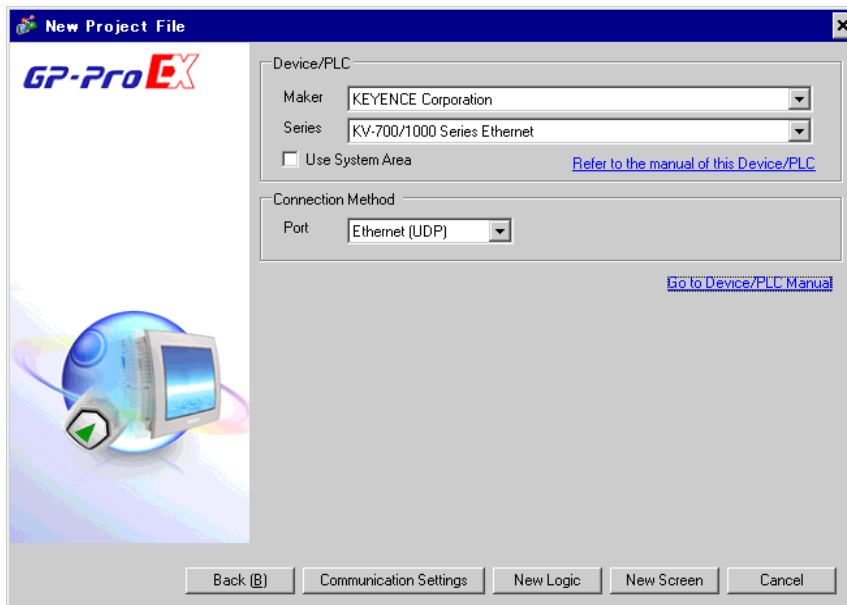 New Project File
GP-Pro EX
Device/PLC
Maker KEYENCE Corporation
Series KV-700/1000 Series Ethernet
Use System Area Refer to the manual of this Device/PLC
Connection Method
Port Ethernet (UDP)
Go to Device/PLC Manual
Back (B) Communication Settings New Logic New Screen Cancel